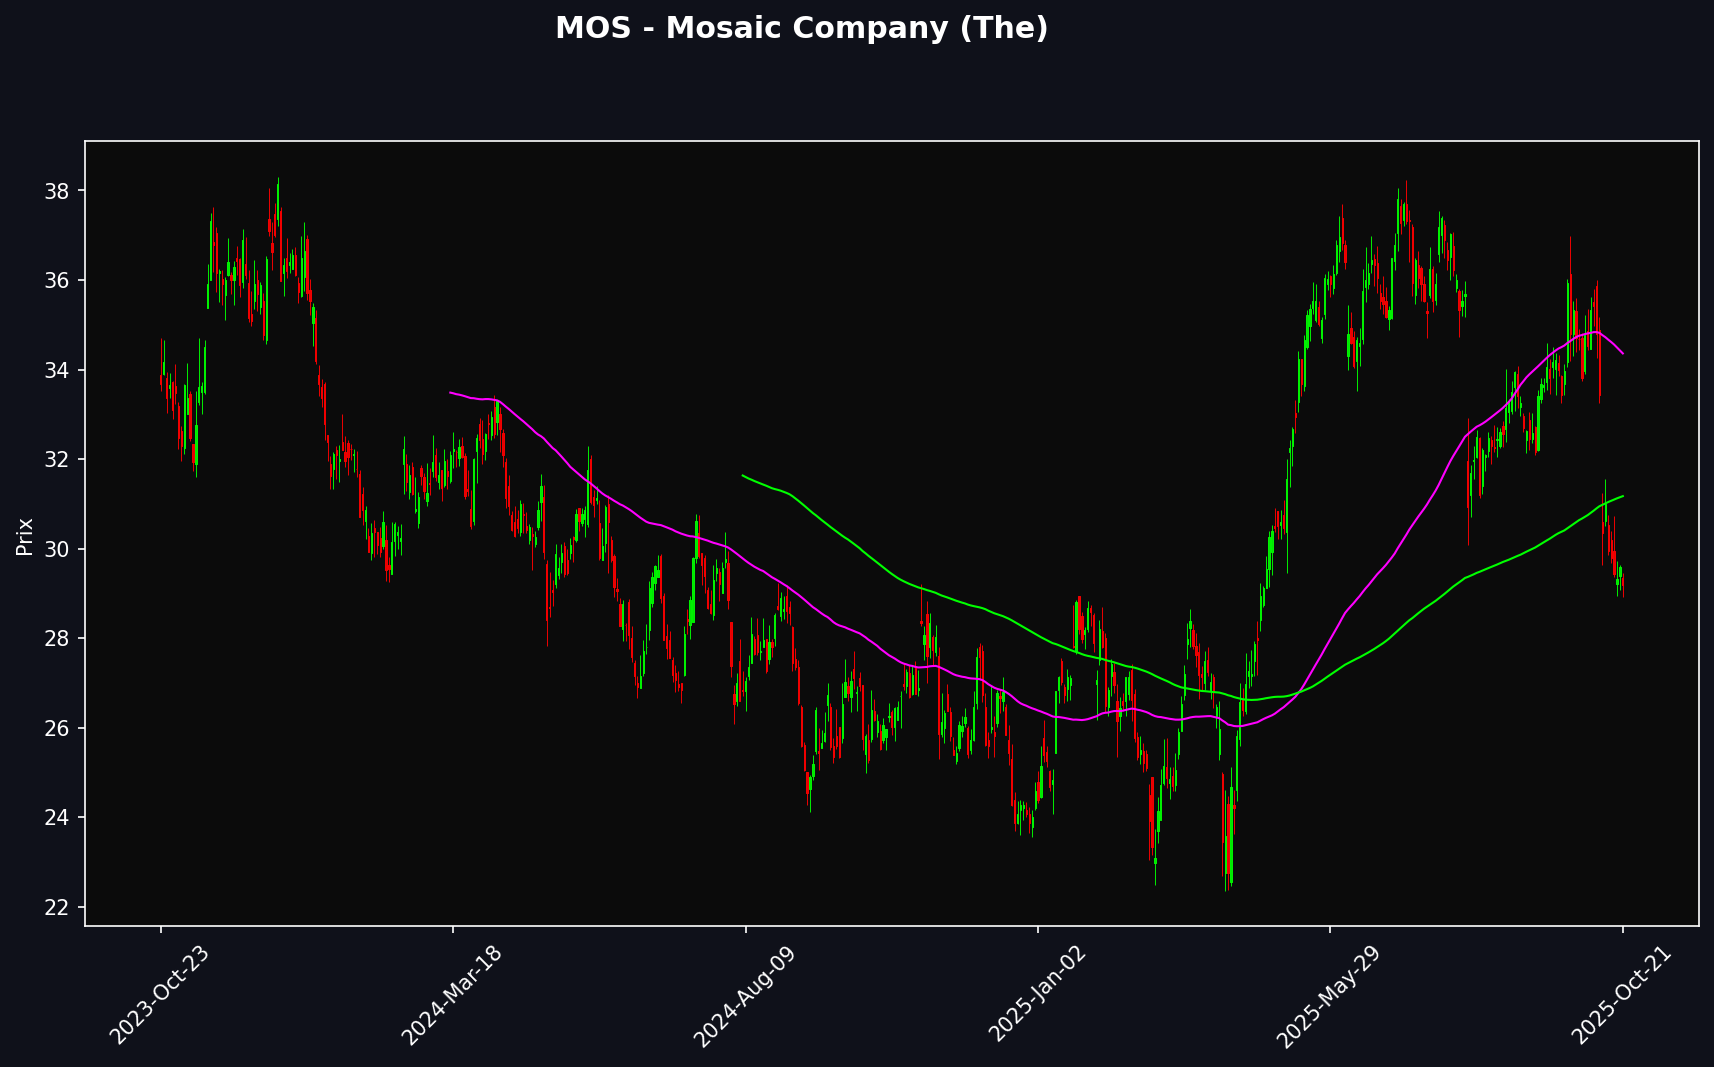 MOS - Mosaic Company (The)
Prix
38
36
34
32
30
28
26
24
22
2023-Oct-23
2024-Mar-18
2024-Aug-09
2025-Jan-02
2025-May-29
2025-Oct-21